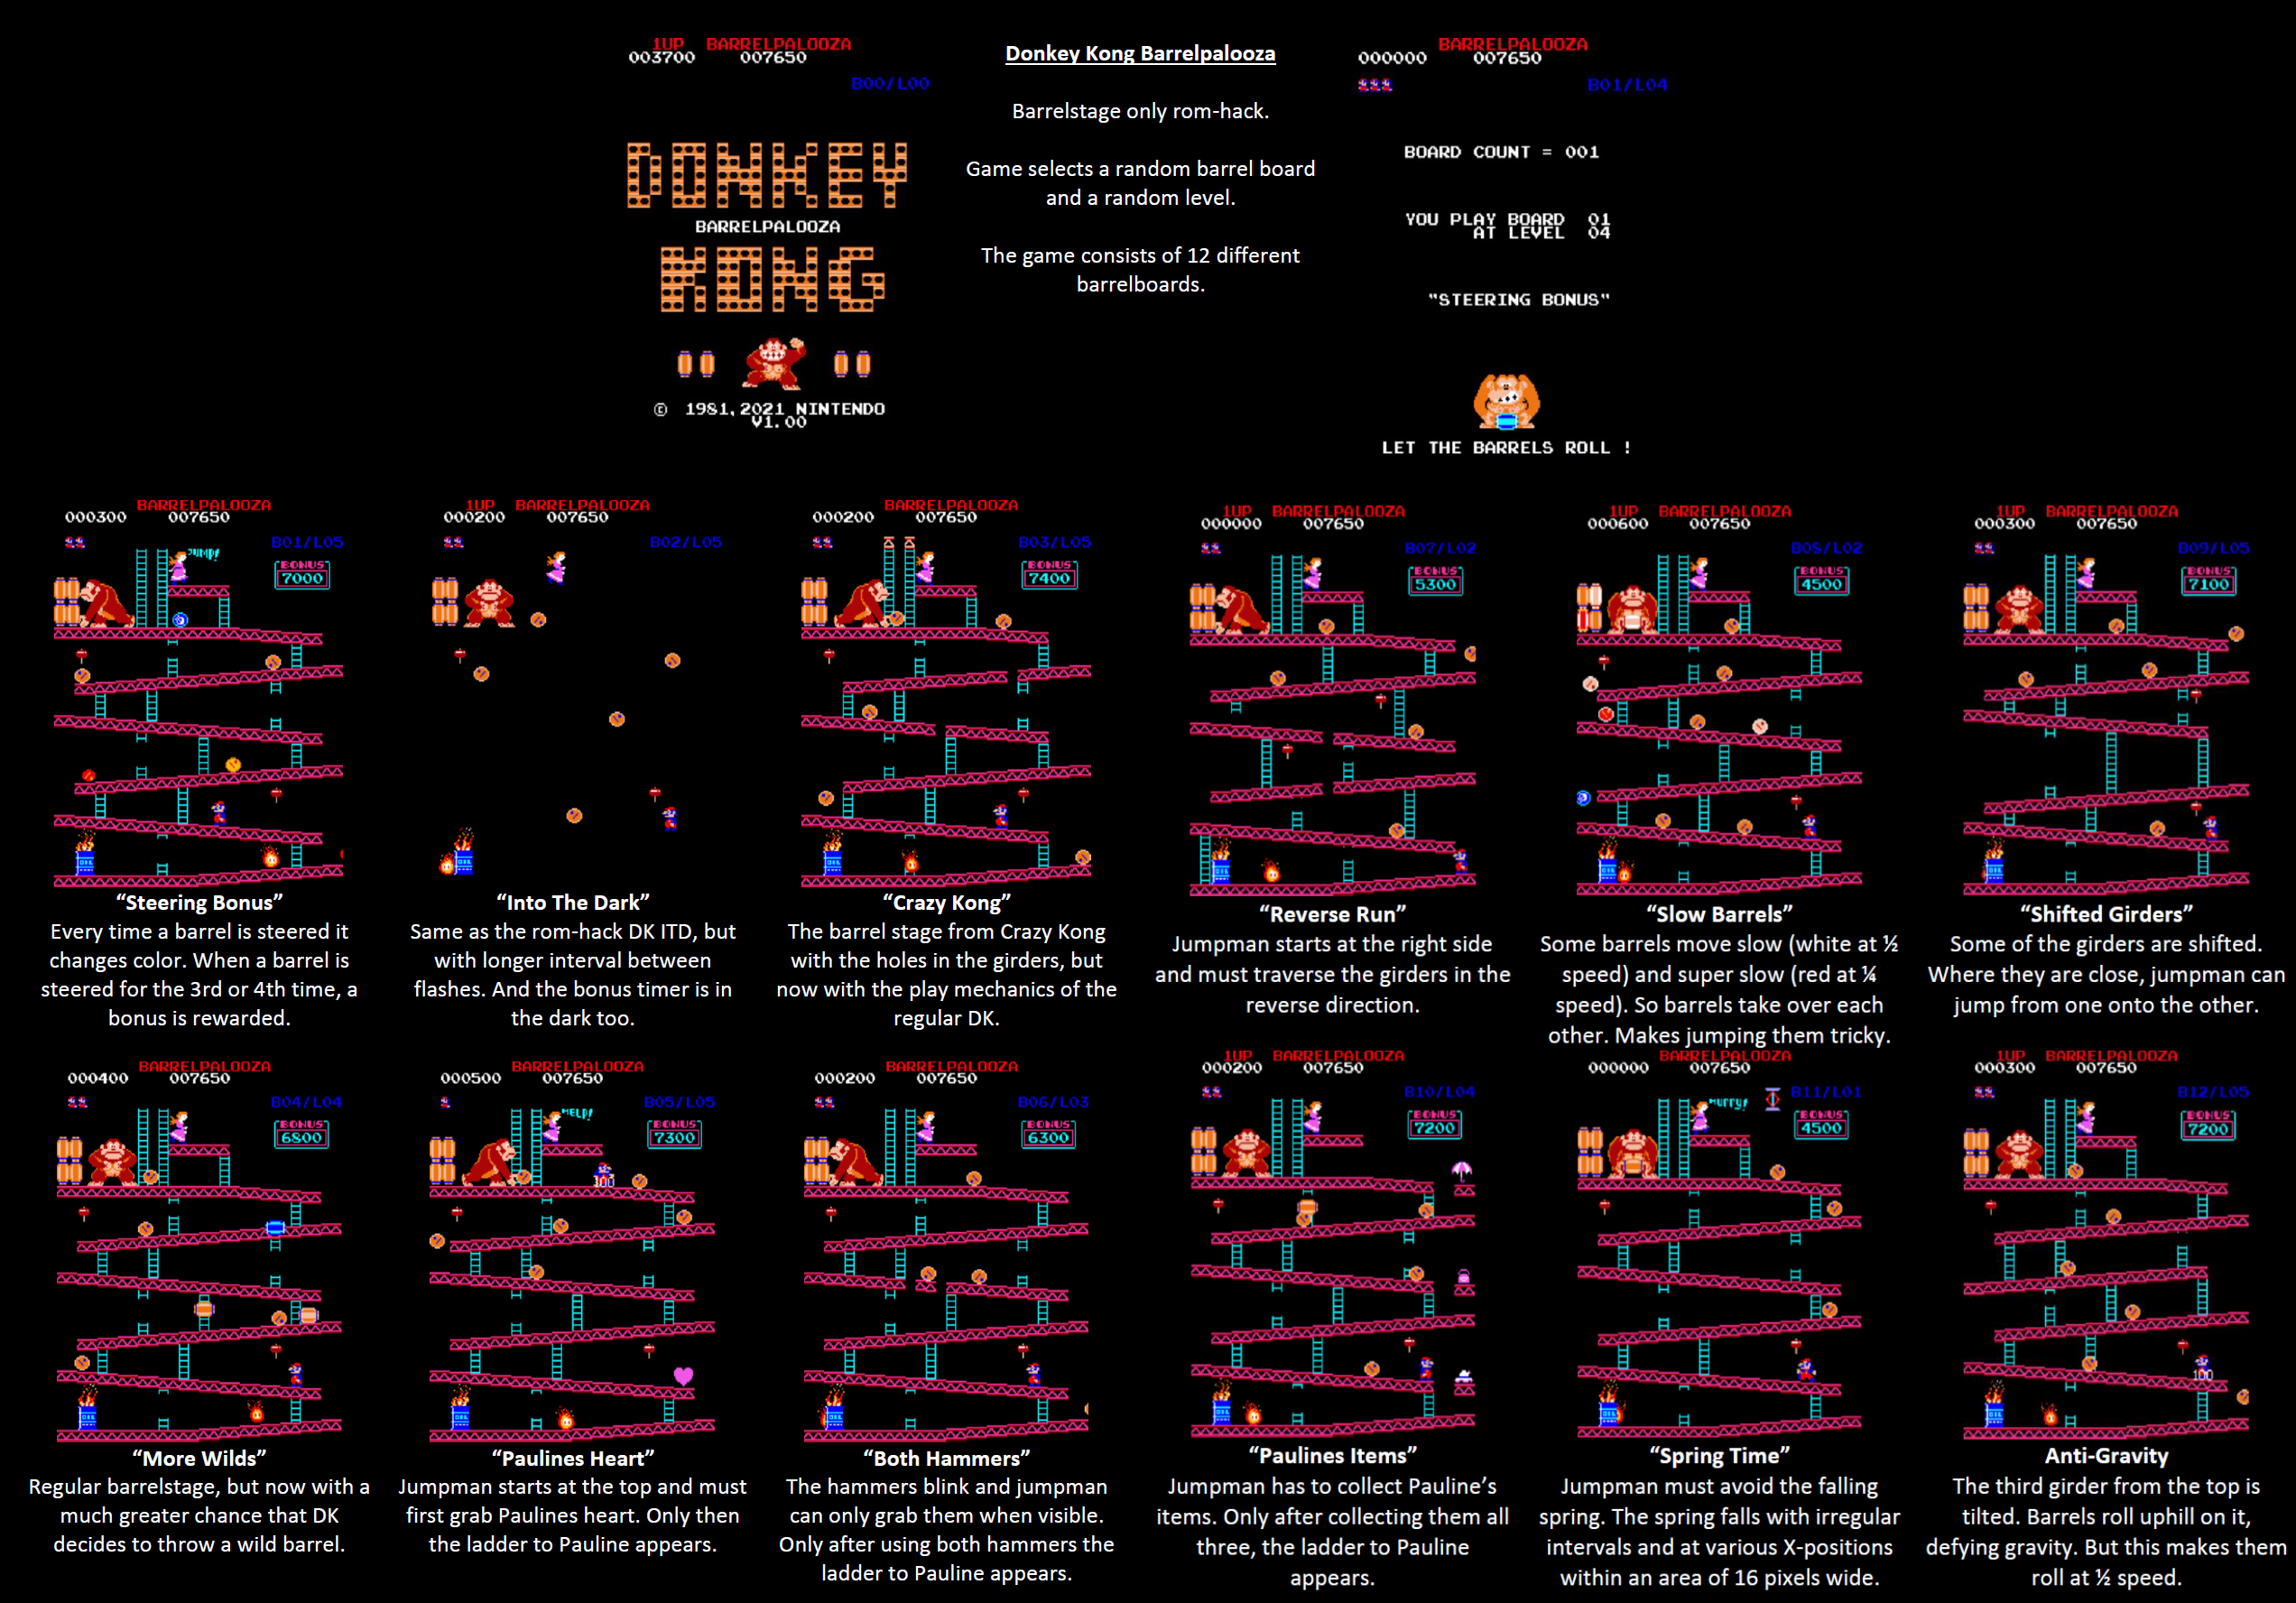 1UP BARRELPALOOZA
003700 007650
B00/L00
DONKEY
BARRELPALOOZA
KONG
© 1981,2021 NINTENDO
V1.00
Donkey Kong Barrelpalooza
Barrelstage only rom-hack.
Game selects a random barrel board
and a random level.
The game consists of 12 different
barrelboards.
BARRELPALOOZA
000000 007650
B01/L04
BOARD COUNT = 001
YOU PLAY BOARD 01
AT LEVEL 04
"STEERING BONUS"
LET THE BARRELS ROLL !
BARRELPALOOZA
000300 007650
B01/L05
JUMP!
BONUS
7000
OIL
“Steering Bonus”
Every time a barrel is steered it
changes color. When a barrel is
steered for the 3rd or 4th time, a
bonus is rewarded.
1UP BARRELPALOOZA
000200 007650
B02/L05
OIL
“Into The Dark”
Same as the rom-hack DK ITD, but
with longer interval between
flashes. And the bonus timer is in
the dark too.
BARRELPALOOZA
000200 007650
B03/L05
BONUS
7400
OIL
“Crazy Kong”
The barrel stage from Crazy Kong
with the holes in the girders, but
now with the play mechanics of the
regular DK.
1UP BARRELPALOOZA
000000 007650
B07/L02
BONUS
5300
OIL
“Reverse Run”
Jumpman starts at the right side
and must traverse the girders in the
reverse direction.
1UP BARRELPALOOZA
000600 007650
B08/L02
BONUS
4500
OIL
“Slow Barrels”
Some barrels move slow (white at ½
speed) and super slow (red at ¼
speed). So barrels take over each
other. Makes jumping them tricky.
1UP BARRELPALOOZA
000300 007650
B09/L05
BONUS
7100
OIL
“Shifted Girders”
Some of the girders are shifted.
Where they are close, jumpman can
jump from one onto the other.
BARRELPALOOZA
000400 007650
B04/L04
BONUS
6800
OIL
“More Wilds”
Regular barrelstage, but now with a
much greater chance that DK
decides to throw a wild barrel.
BARRELPALOOZA
000500 007650
B05/L05
HELP!
BONUS
7300
100
OIL
“Paulines Heart”
Jumpman starts at the top and must
first grab Paulines heart. Only then
the ladder to Pauline appears.
BARRELPALOOZA
000200 007650
B06/L03
BONUS
6300
OIL
“Both Hammers”
The hammers blink and jumpman
can only grab them when visible.
Only after using both hammers the
ladder to Pauline appears.
1UP BARRELPALOOZA
000200 007650
B10/L04
BONUS
7200
OIL
“Paulines Items”
Jumpman has to collect Pauline’s
items. Only after collecting them all
three, the ladder to Pauline
appears.
BARRELPALOOZA
000000 007650
B11/L01
Hurry!
BONUS
4500
OIL
“Spring Time”
Jumpman must avoid the falling
spring. The spring falls with irregular
intervals and at various X-positions
within an area of 16 pixels wide.
1UP BARRELPALOOZA
000300 007650
B12/L05
BONUS
7200
100
OIL
Anti-Gravity
The third girder from the top is
tilted. Barrels roll uphill on it,
defying gravity. But this makes them
roll at ½ speed.